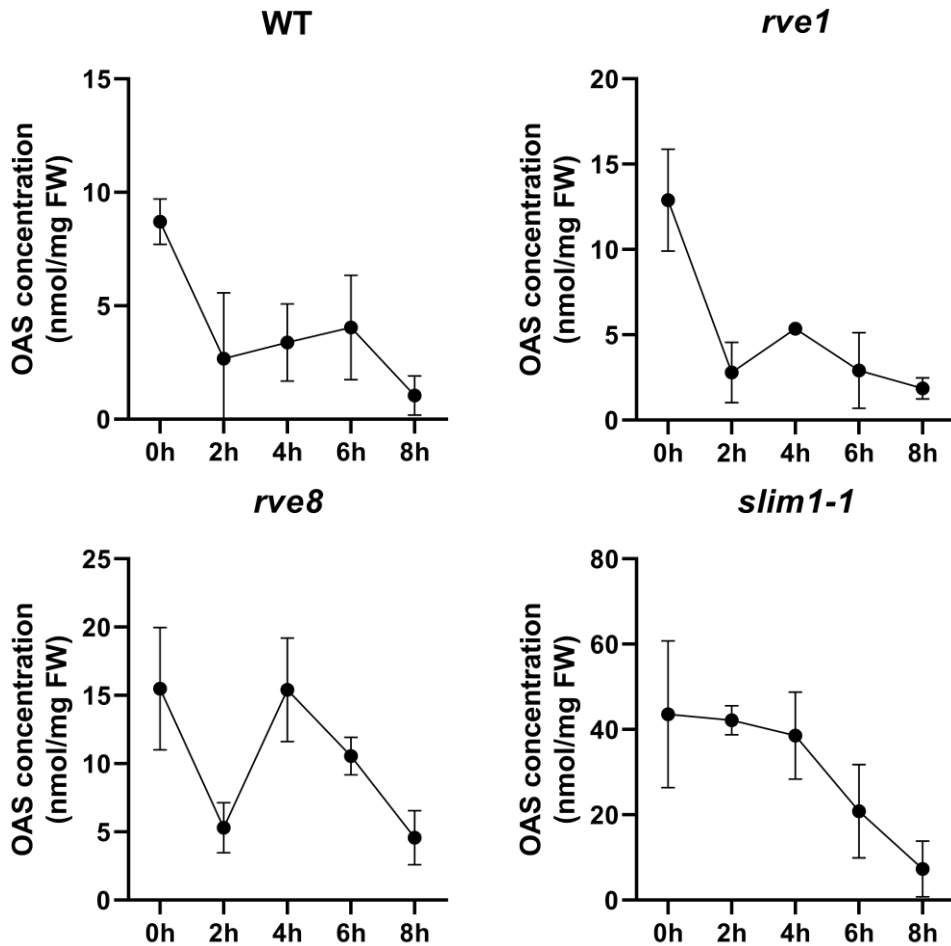 WT
OAS concentration
(nmol/mg FW)
15
10
5
0
0h 2h 4h 6h 8h
rve1
OAS concentration
(nmol/mg FW)
20
15
10
5
0
0h 2h 4h 6h 8h
rve8
OAS concentration
(nmol/mg FW)
25
20
15
10
5
0
0h 2h 4h 6h 8h
slim1-1
OAS concentration
(nmol/mg FW)
80
60
40
20
0
0h 2h 4h 6h 8h